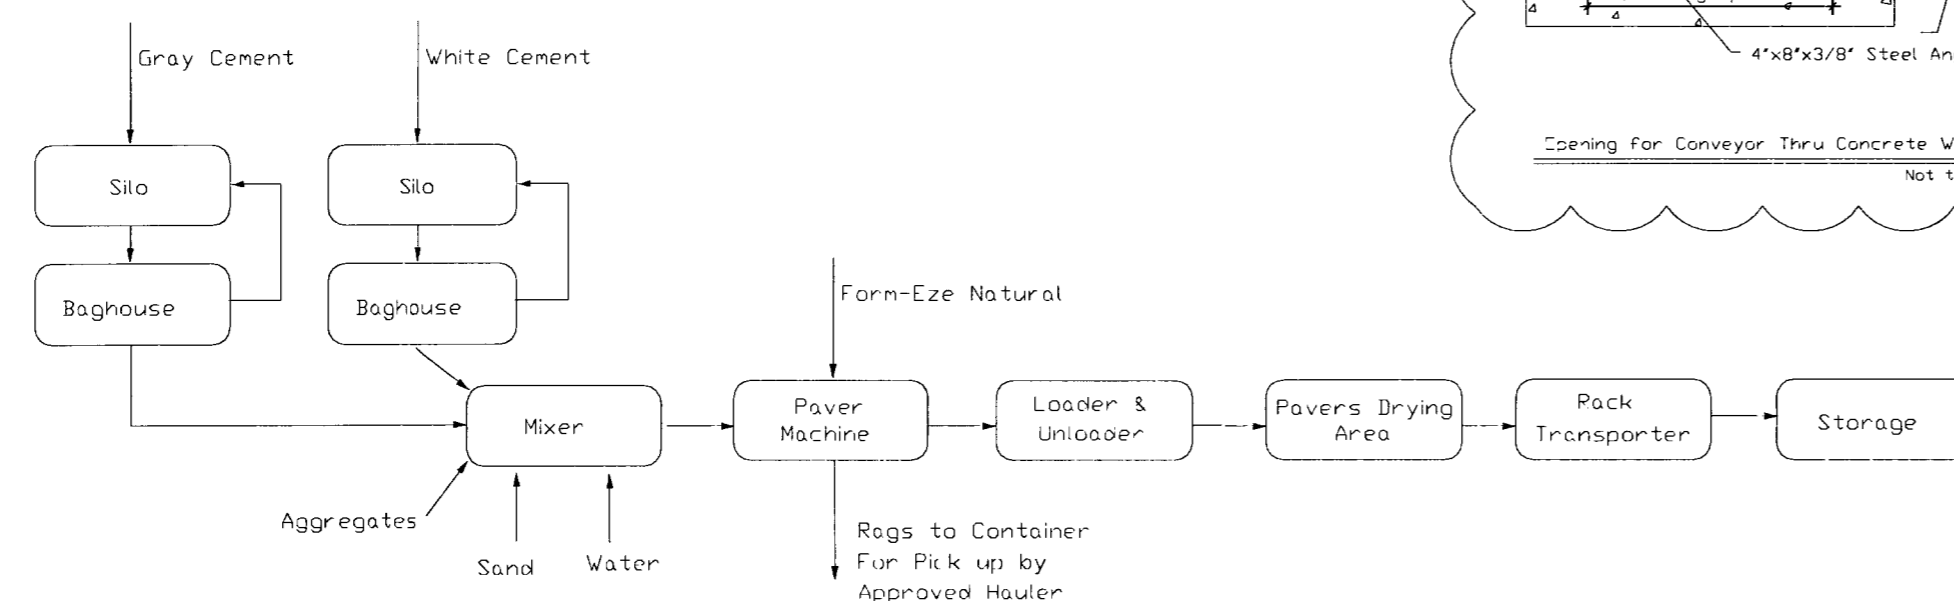 4"x8"x3/8" Steel
Gray Cement
White Cement
Opening for Conveyor Thru Concrete
Not
Silo
Silo
Baghouse
Baghouse
Form-Eze Natural
Mixer
Paver
Machine
Loader &
Unloader
Pavers Drying
Area
Rack
Transporter
Storage
Aggregates
Sand
Water
Rags to Container
For Pick up by
Approved Hauler